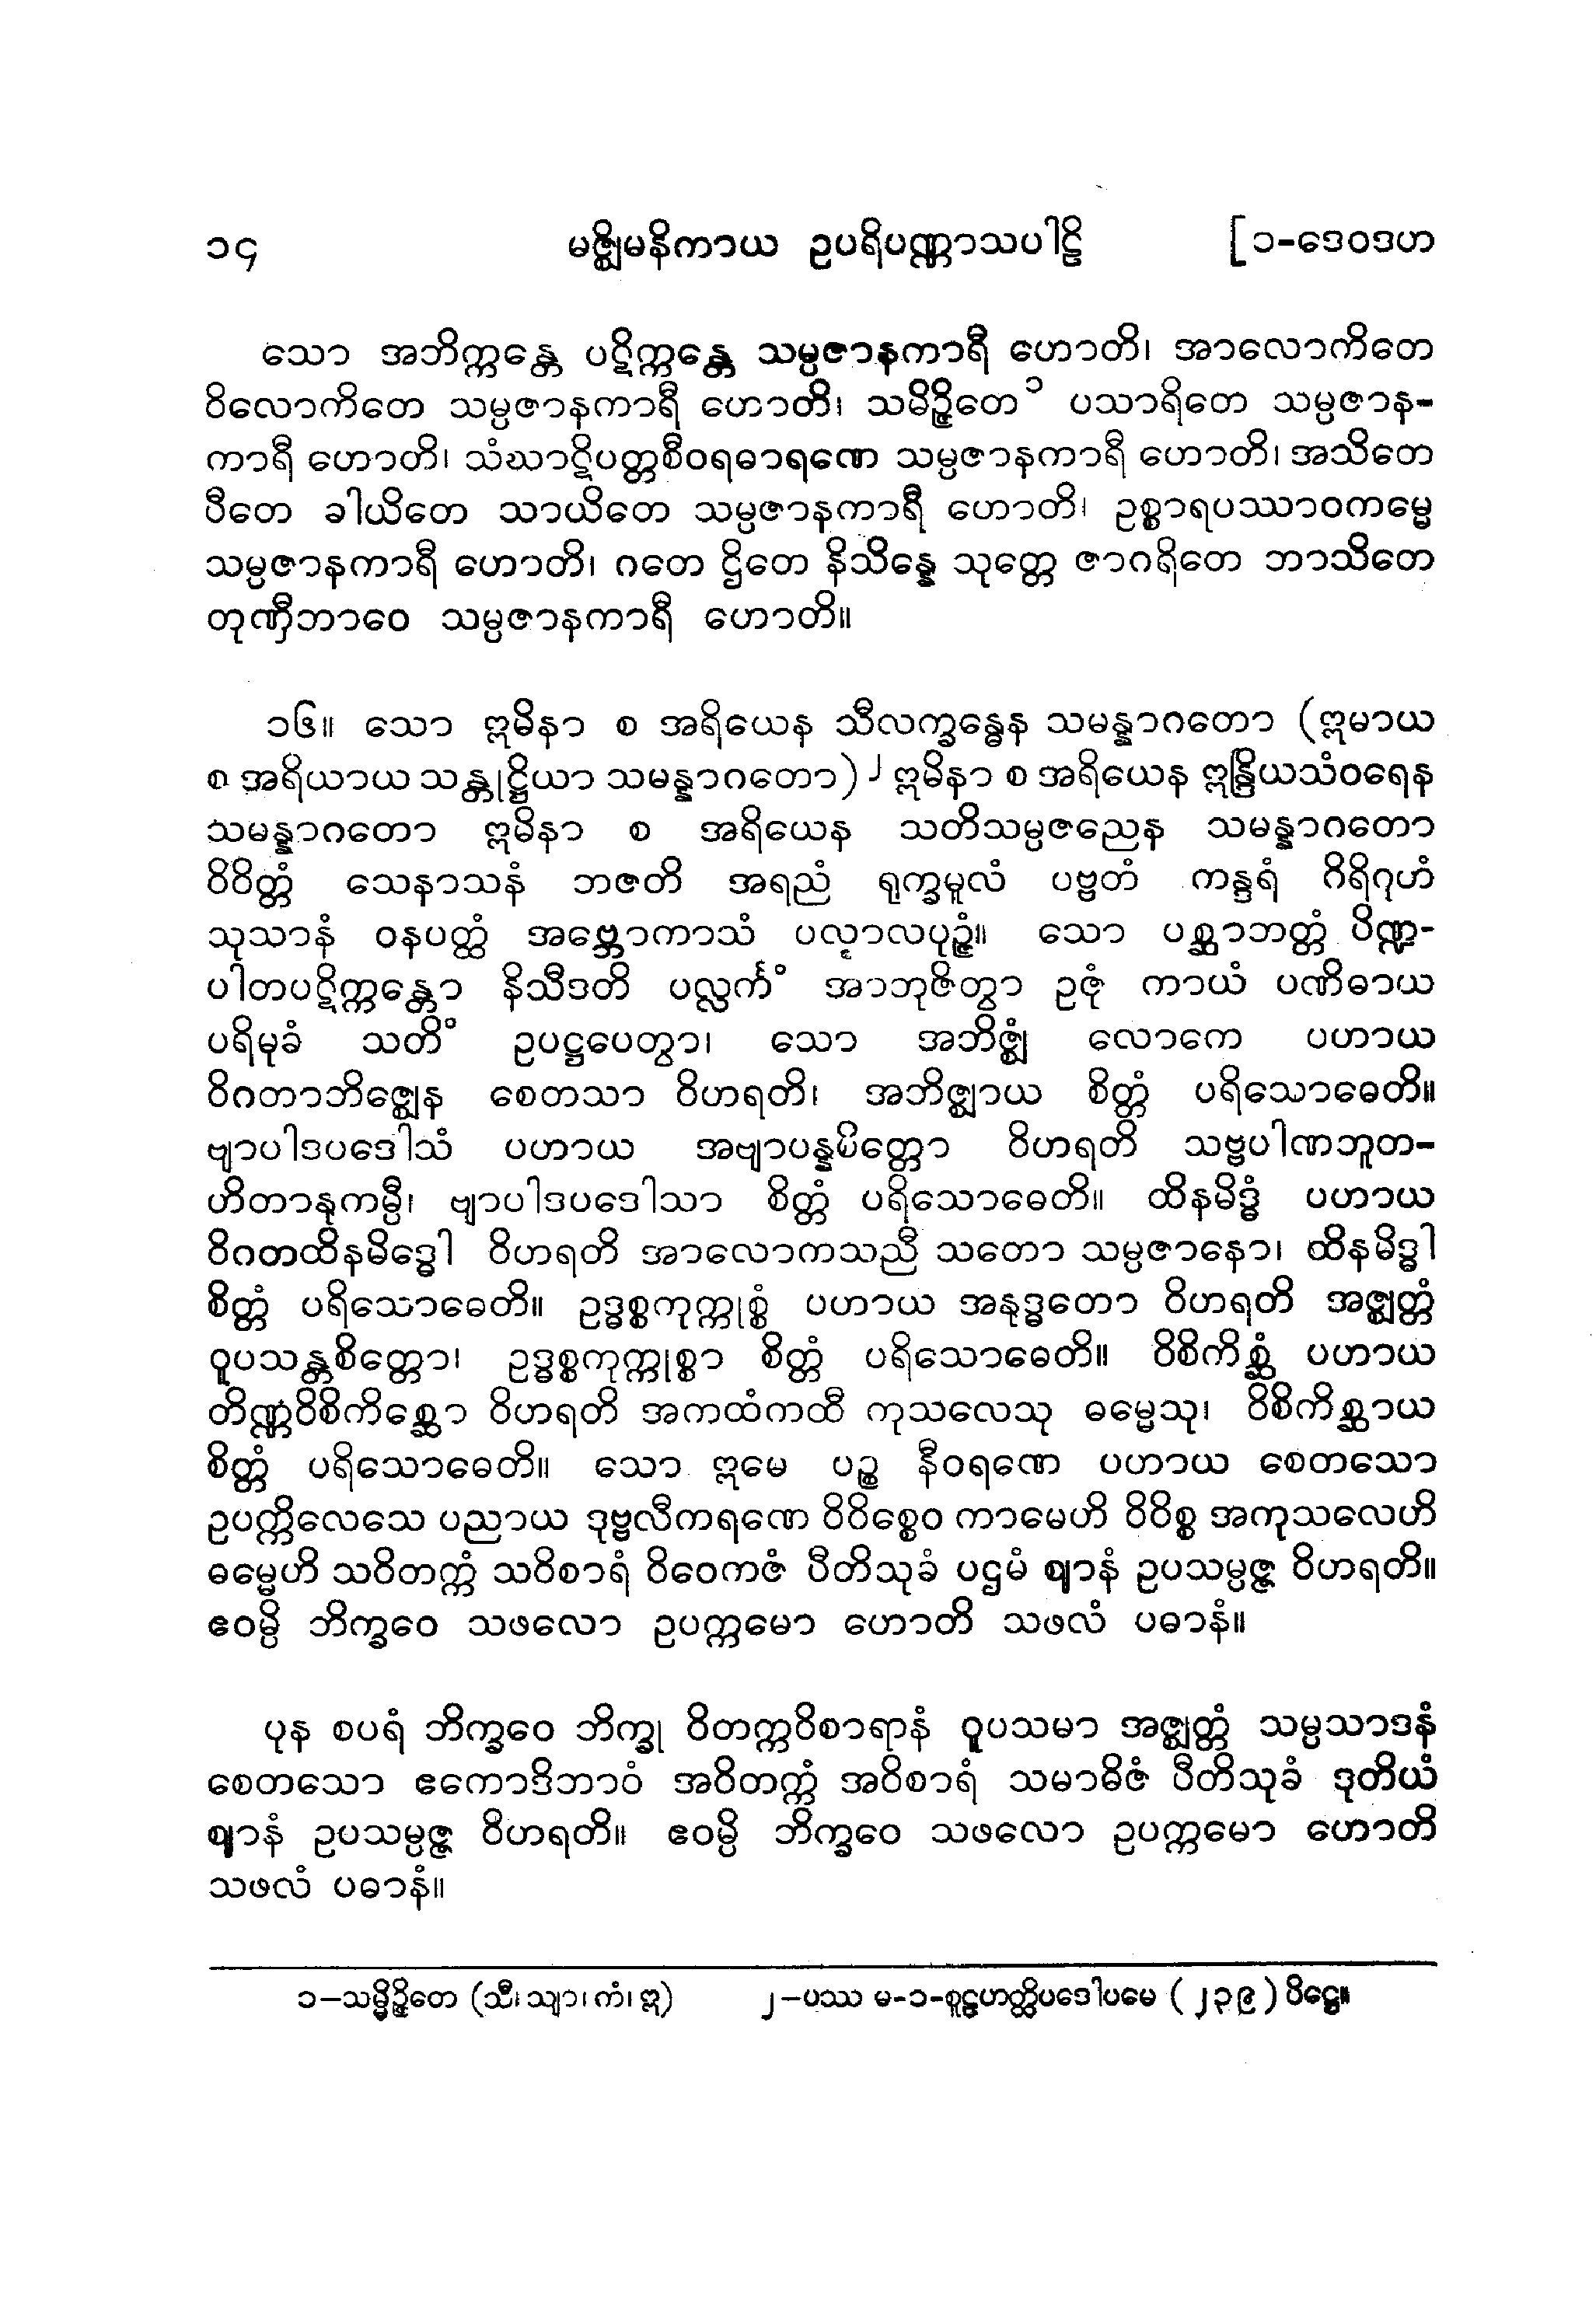 ၁၄ မဇ္ဈိမနိကာယ ဥပရိပဏ္ဏာသပါဠိ [၁-ဒေဝဒဟ
သော အဘိက္ကန္တေ ပဋိက္ကန္တေ သမ္ပဇာနကာရီ ဟောတိ၊ အာလောကိတေ
ဝိလောကိတေ သမ္ပဇာနကာရီ ဟောတိ၊ သမိဉ္ဇိတေ ၁ ပသာရိတေ သမ္ပဇာန-
ကာရီ ဟောတိ၊ သံဃာဋိပတ္တစီဝရဓာရဏေ သမ္ပဇာနကာရီ ဟောတိ၊ အသိတေ
ပီတေ ခါယိတေ သာယိတေ သမ္ပဇာနကာရီ ဟောတိ၊ ဥစ္စာရပဿာဝကမ္မေ
သမ္ပဇာနကာရီ ဟောတိ၊ ဂတေ ဌိတေ နိသိန္နေ သုတ္တေ ဇာဂရိတေ ဘာသိတေ
တုဏှီဘာဝေ သမ္ပဇာနကာရီ ဟောတိ။
၁၆။ သော ဣမိနာ စ အရိယေန သီလက္ခန္ဓေန သမန္နာဂတော (ဣမာယ
စ အရိယာယ သန္တုဋ္ဌိယာ သမန္နာဂတော) ၂ ဣမိနာ စ အရိယေန ဣန္ဒြိယသံဝရေန
သမန္နာဂတော ဣမိနာ စ အရိယေန သတိသမ္ပဇညေန သမန္နာဂတော
ဝိဝိတ္တံ သေနာသနံ ဘဇတိ အရညံ ရုက္ခမူလံ ပဗ္ဗတံ ကန္ဒရံ ဂိရိဂုဟံ
သုသာနံ ဝနပတ္ထံ အဗ္ဘောကာသံ ပလာလပုဉ္ဇံ။ သော ပစ္ဆာဘတ္တံ ပိဏ္ဍ-
ပါတပဋိက္ကန္တော နိသီဒတိ ပလ္လင်္ကံ အာဘုဇိတွာ ဥဇုံ ကာယံ ပဏိဓာယ
ပရိမုခံ သတိံ ဥပဋ္ဌပေတွာ၊ သော အဘိဇ္ဈံ လောကေ ပဟာယ
ဝိဂတာဘိဇ္ဈေန စေတသာ ဝိဟရတိ၊ အဘိဇ္ဈာယ စိတ္တံ ပရိသောဓေတိ။
ဗျာပါဒပဒေါသံ ပဟာယ အဗျာပန္နစိတ္တော ဝိဟရတိ သဗ္ဗပါဏဘူတ-
ဟိတာနုကမ္ပီ၊ ဗျာပါဒပဒေါသာ စိတ္တံ ပရိသောဓေတိ။ ထိနမိဒ္ဓံ ပဟာယ
ဝိဂတထိနမိဒ္ဓေါ ဝိဟရတိ အာလောကသညီ သတော သမ္ပဇာနော၊ ထိနမိဒ္ဓါ
စိတ္တံ ပရိသောဓေတိ။ ဥဒ္ဓစ္စကုက္ကုစ္စံ ပဟာယ အနုဒ္ဓတော ဝိဟရတိ အဇ္ဈတ္တံ
ဝူပသန္တစိတ္တော၊ ဥဒ္ဓစ္စကုက္ကုစ္စာ စိတ္တံ ပရိသောဓေတိ။ ဝိစိကိစ္ဆံ ပဟာယ
တိဏ္ဏဝိစိကိစ္ဆော ဝိဟရတိ အကထံကထီ ကုသလေသု ဓမ္မေသု၊ ဝိစိကိစ္ဆာယ
စိတ္တံ ပရိသောဓေတိ။ သော ဣမေ ပဉ္စ နီဝရဏေ ပဟာယ စေတသော
ဥပက္ကိလေသေ ပညာယ ဒုဗ္ဗလီကရဏေ ဝိဝိစ္စေဝ ကာမေဟိ ဝိဝိစ္စ အကုသလေဟိ
ဓမ္မေဟိ သဝိတက္ကံ သဝိစာရံ ဝိဝေကဇံ ပီတိသုခံ ပဌမံ ဈာနံ ဥပသမ္ပဇ္ဇ ဝိဟရတိ။
ဧဝမ္ပိ ဘိက္ခဝေ သဖလော ဥပက္ကမော ဟောတိ သဖလံ ပဓာနံ။
ပုန စပရံ ဘိက္ခဝေ ဘိက္ခု ဝိတက္ကဝိစာရာနံ ဝူပသမာ အဇ္ဈတ္တံ သမ္ပသာဒနံ
စေတသော ဧကောဒိဘာဝံ အဝိတက္ကံ အဝိစာရံ သမာဓိဇံ ပီတိသုခံ ဒုတိယံ
ဈာနံ ဥပသမ္ပဇ္ဇ ဝိဟရတိ။ ဧဝမ္ပိ ဘိက္ခဝေ သဖလော ဥပက္ကမော ဟောတိ
သဖလံ ပဓာနံ။
၁–သမ္မိဉ္ဇိတေ (သီ၊ သျာ၊ ကံ၊ ဣ) ၂–ပဿ မ-၁-စူဠဟတ္ထိပဒေါပမေ (၂၃၉) ပိဋ္ဌေ။